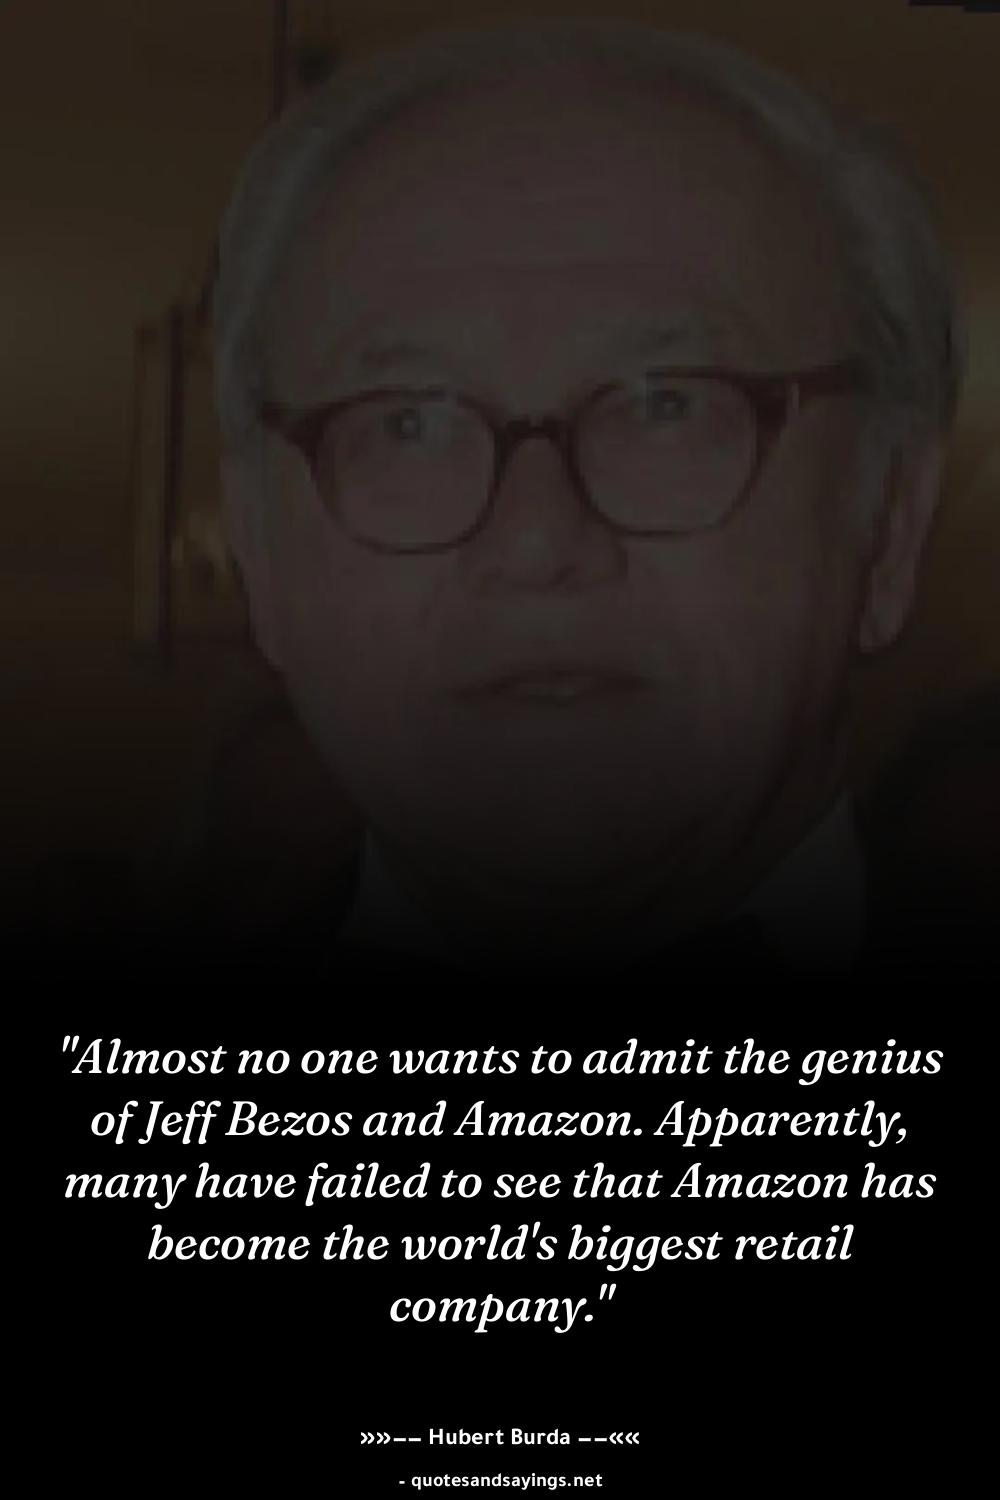 "Almost no one wants to admit the genius
of Jeff Bezos and Amazon. Apparently,
many have failed to see that Amazon has
become the world's biggest retail
company."
»»−− Hubert Burda −−««
- quotesandsayings.net